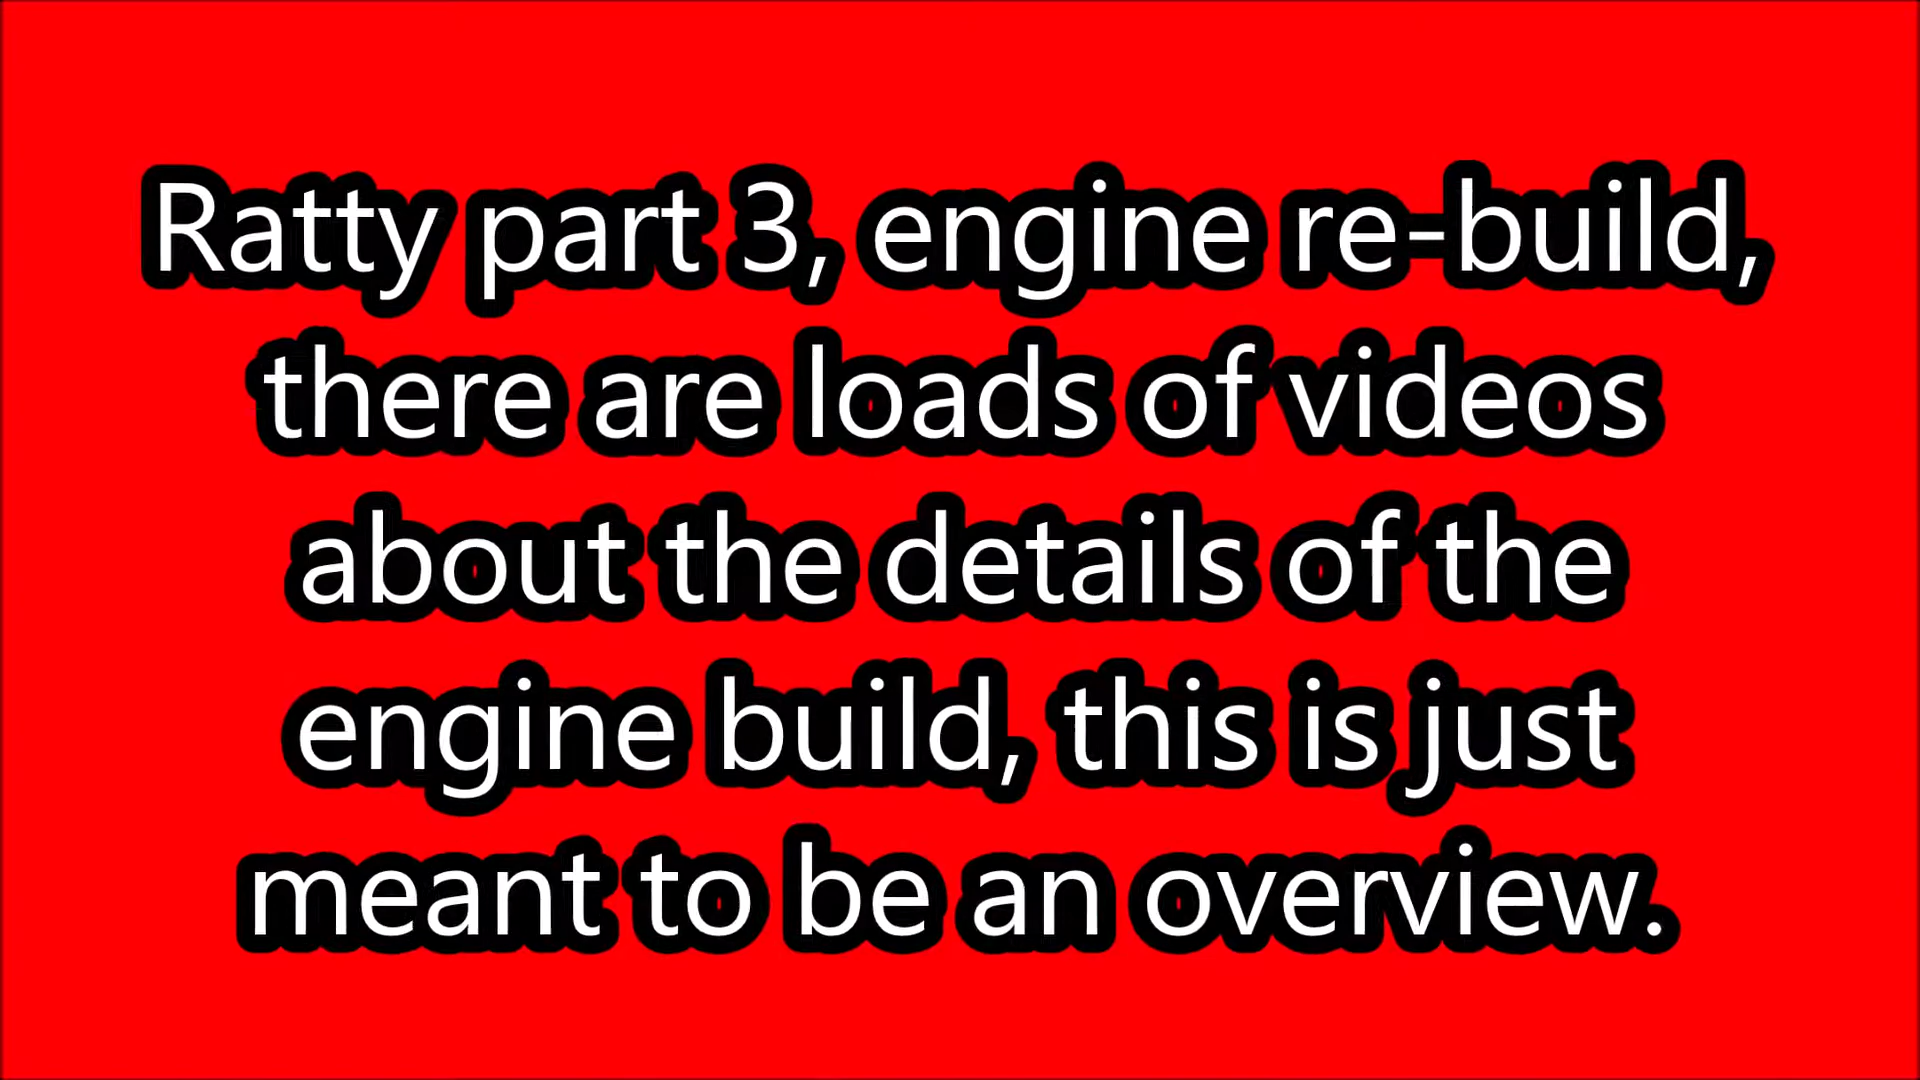 Ratty part 3, engine re-build,
there are loads of videos
about the details of the
engine build, this is just
meant to be an overview.